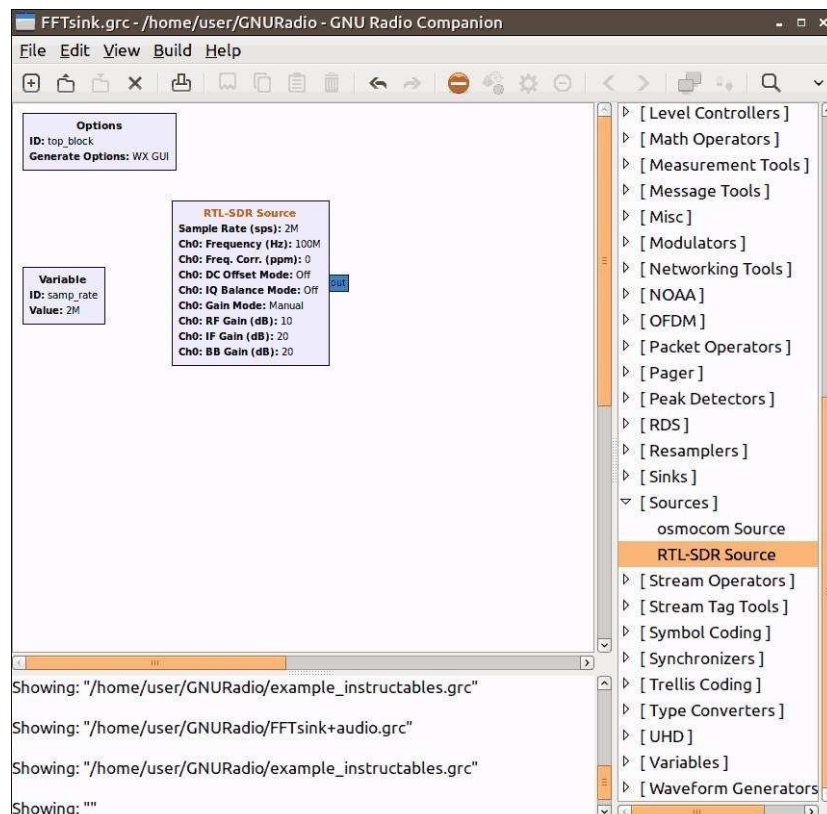 FFTsink.grc - /home/user/GNURadio - GNU Radio Companion
File Edit View Build Help
Options
ID: top_block
Generate Options: WX GUI
RTL-SDR Source
Sample Rate (sps): 2M
Ch0: Frequency (Hz): 100M
Ch0: Freq. Corr. (ppm): 0
Ch0: DC Offset Mode: Off
Ch0: IQ Balance Mode: Off
Ch0: Gain Mode: Manual
Ch0: RF Gain (dB): 10
Ch0: IF Gain (dB): 20
Ch0: BB Gain (dB): 20
out
Variable
ID: samp_rate
Value: 2M
[ Level Controllers ]
[ Math Operators ]
[ Measurement Tools ]
[ Message Tools ]
[ Misc ]
[ Modulators ]
[ Networking Tools ]
[ NOAA ]
[ OFDM ]
[ Packet Operators ]
[ Pager ]
[ Peak Detectors ]
[ RDS ]
[ Resamplers ]
[ Sinks ]
[ Sources ]
osmocom Source
RTL-SDR Source
[ Stream Operators ]
[ Stream Tag Tools ]
[ Symbol Coding ]
[ Synchronizers ]
[ Trellis Coding ]
[ Type Converters ]
[ UHD ]
[ Variables ]
[ Waveform Generators
Showing: "/home/user/GNURadio/example_instructables.grc"
Showing: "/home/user/GNURadio/FFTsink+audio.grc"
Showing: "/home/user/GNURadio/example_instructables.grc"
Showing: ""